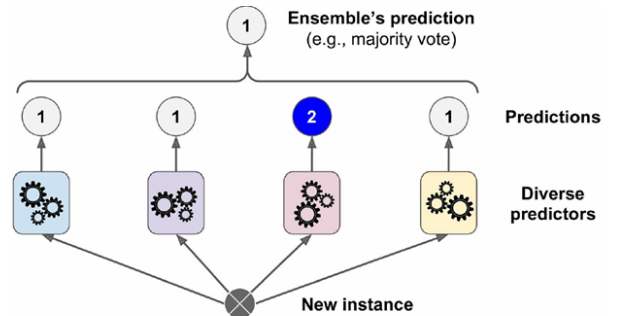 1
Ensemble's prediction
(e.g., majority vote)
1 1 2 1
Predictions
Diverse
predictors
New instance